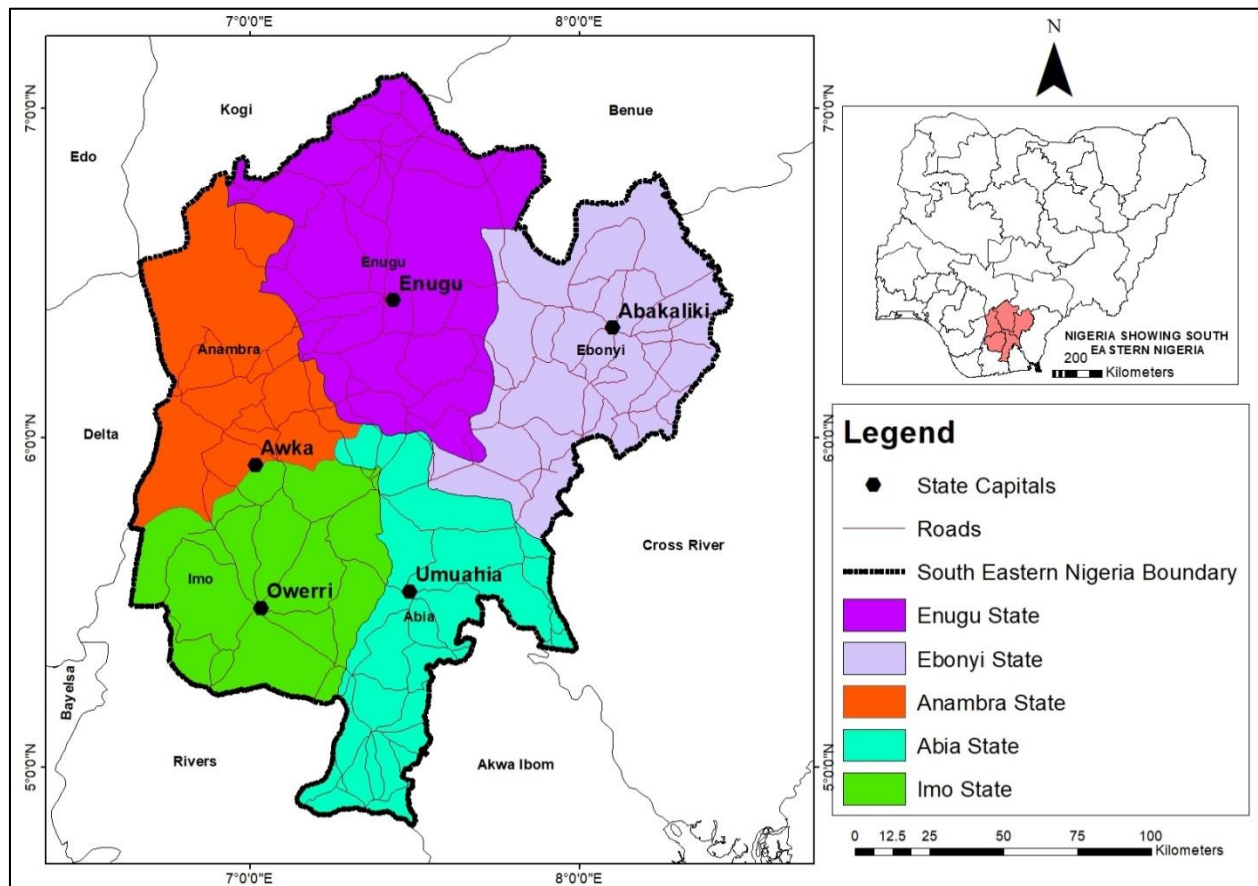 7°0'0"E
8°0'0"E
N
7°0'0"N
7°0'0"N
Kogi
Benue
Edo
Enugu
Enugu
Abakaliki
Ebonyi
Anambra
NIGERIA SHOWING SOUTH
EASTERN NIGERIA
200
Kilometers
6°0'0"N
6°0'0"N
Delta
Awka
Cross River
Imo
Owerri
Umuahia
Abia
Bayelsa
Rivers
Akwa Ibom
5°0'0"N
5°0'0"N
7°0'0"E
8°0'0"E
Legend
State Capitals
Roads
South Eastern Nigeria Boundary
Enugu State
Ebonyi State
Anambra State
Abia State
Imo State
0 12.5 25 50 75 100
Kilometers